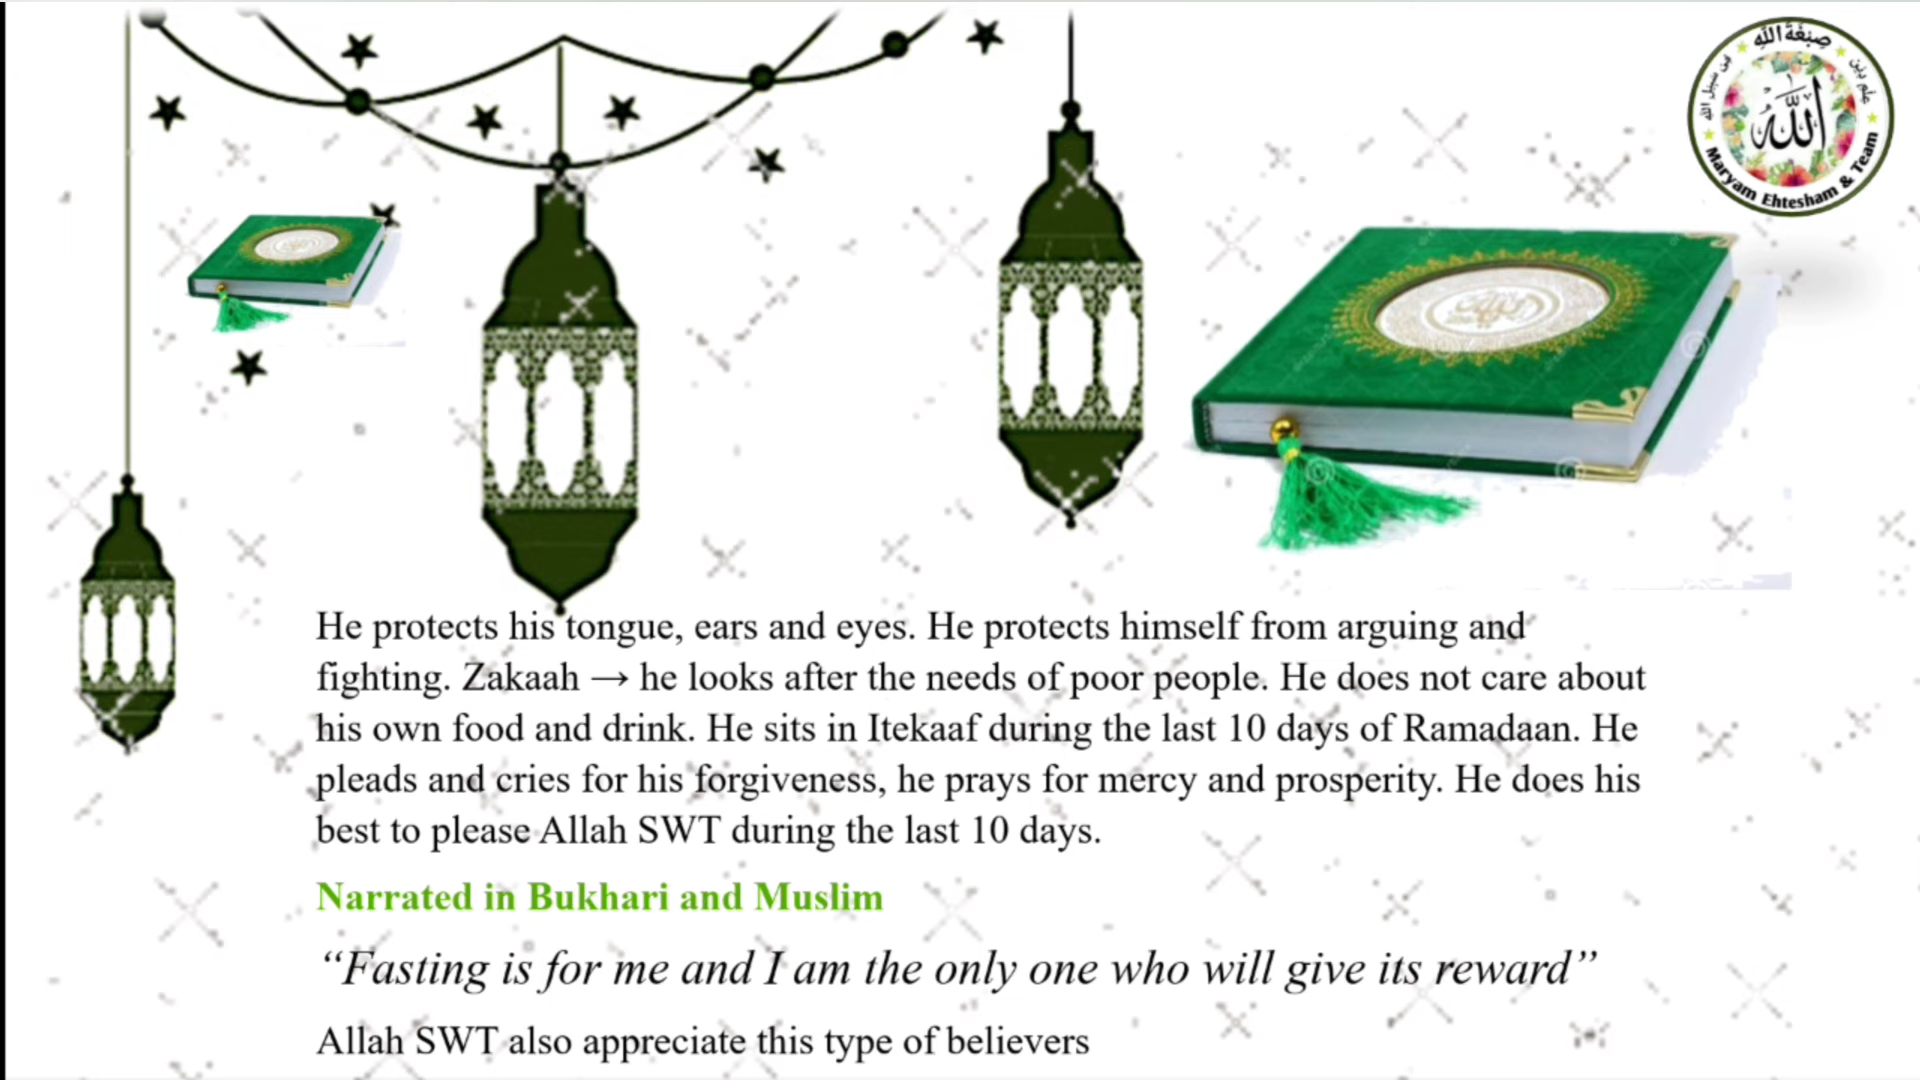 صِبْغَةَ اللّٰهِ
في سبيل الله
علم دين
الله
Maryam Ehtesham & Team
He protects his tongue, ears and eyes. He protects himself from arguing and
fighting. Zakaah → he looks after the needs of poor people. He does not care about
his own food and drink. He sits in Itekaaf during the last 10 days of Ramadaan. He
pleads and cries for his forgiveness, he prays for mercy and prosperity. He does his
best to please Allah SWT during the last 10 days.
Narrated in Bukhari and Muslim
“Fasting is for me and I am the only one who will give its reward”
Allah SWT also appreciate this type of believers